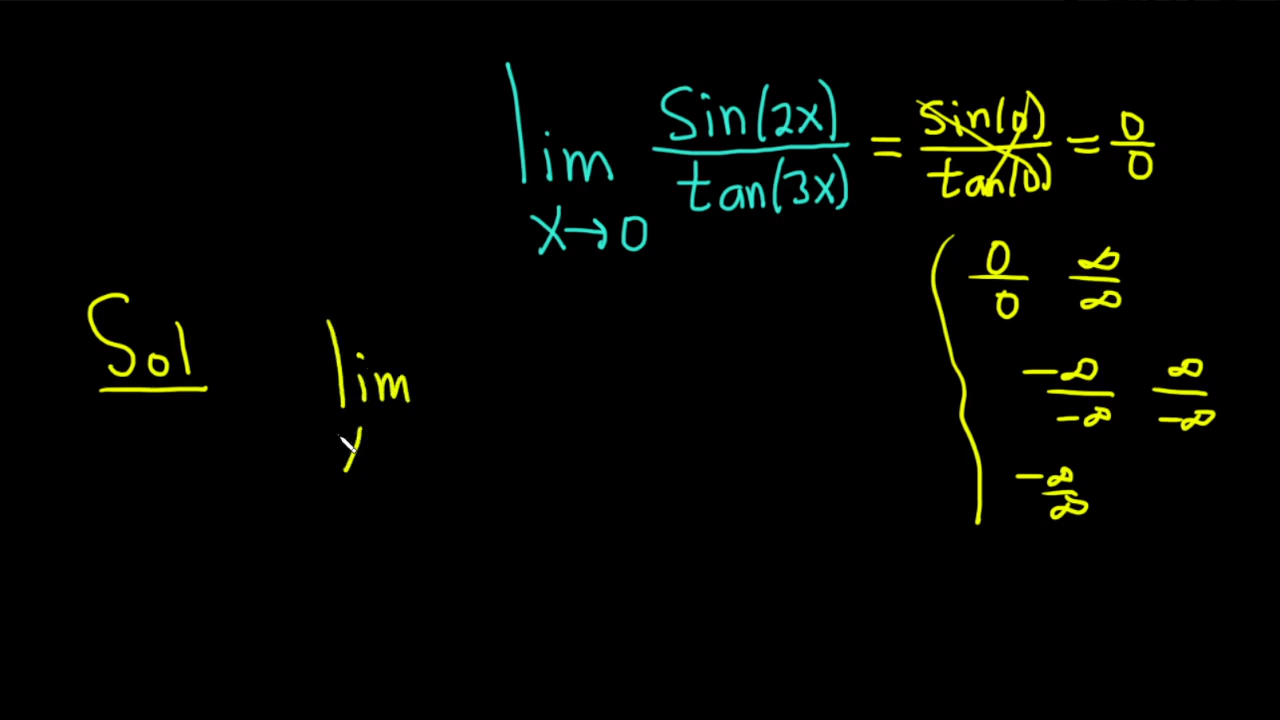 lim x→0 Sin(2x)/tan(3x) = sin(0)/tan(0) = 0/0
0/0 ∞/∞
-∞/-∞ ∞/-∞
-∞/∞
Sol lim